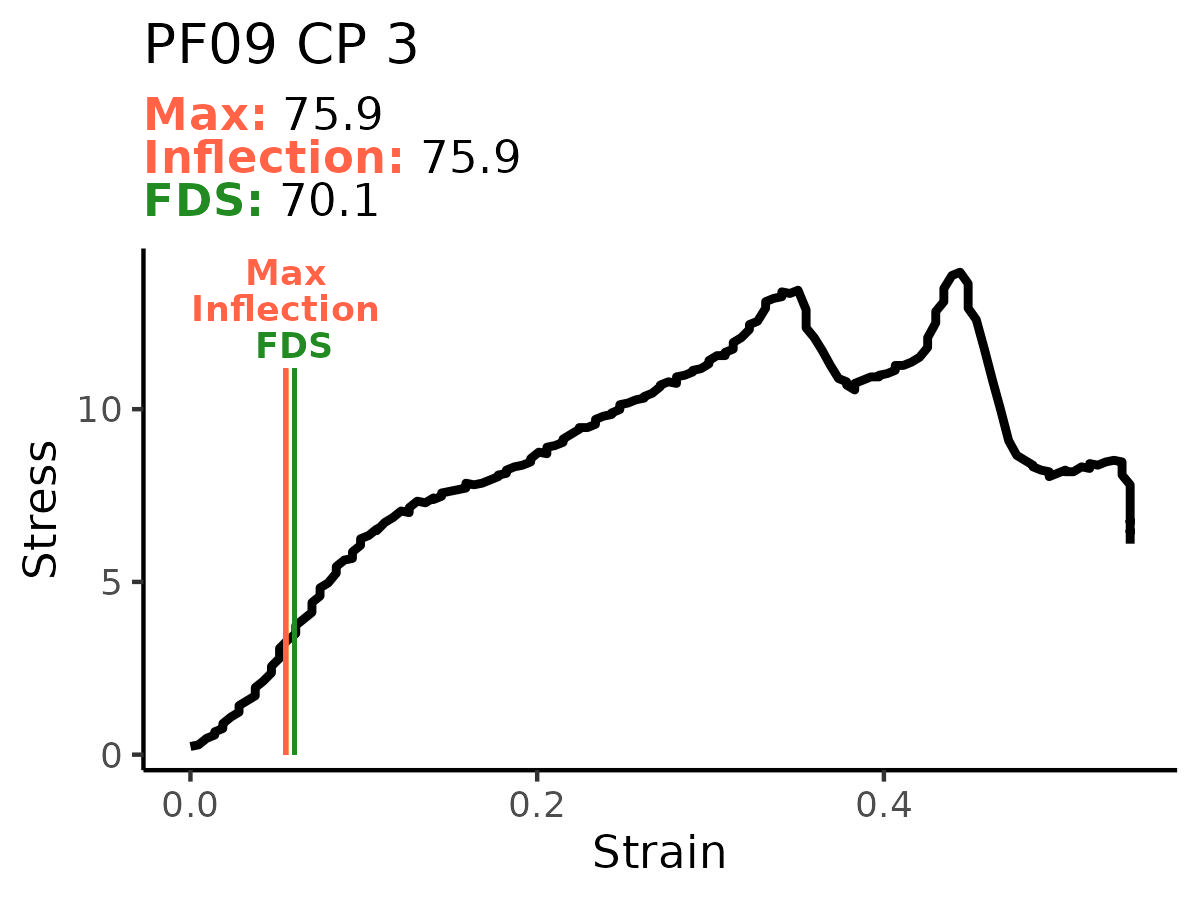 PF09 CP 3
Max: 75.9
Inflection: 75.9
FDS: 70.1
Max
Inflection
FDS
10
5
0
Stress
0.0 0.2 0.4
Strain